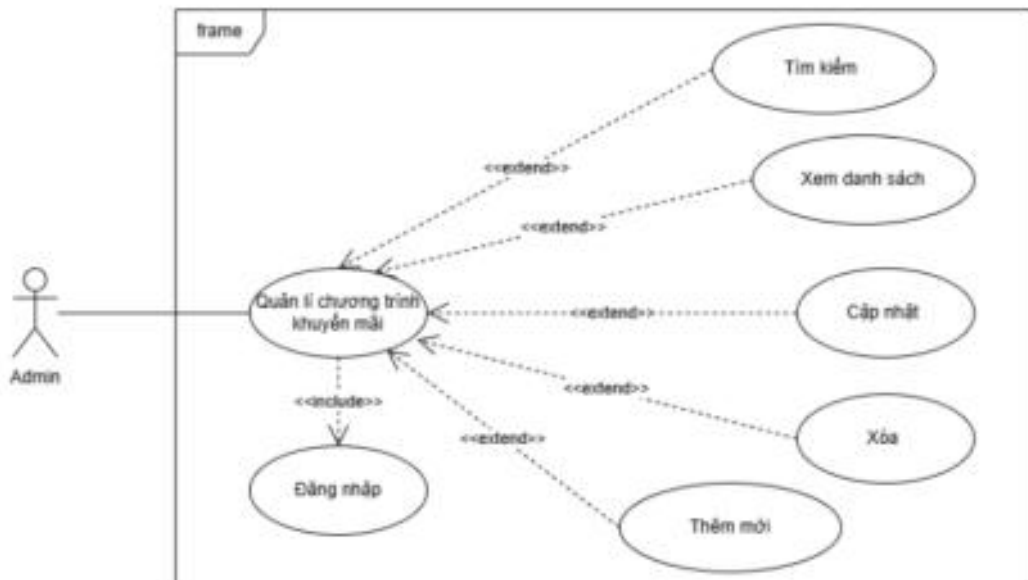 frame
Tìm kiếm
<<extend>>
Xem danh sách
<<extend>>
Quản lí chương trình
khuyến mãi
<<extend>>
Cập nhật
Admin
<<include>>
<<extend>>
<<extend>>
Xóa
Đăng nhập
Thêm mới